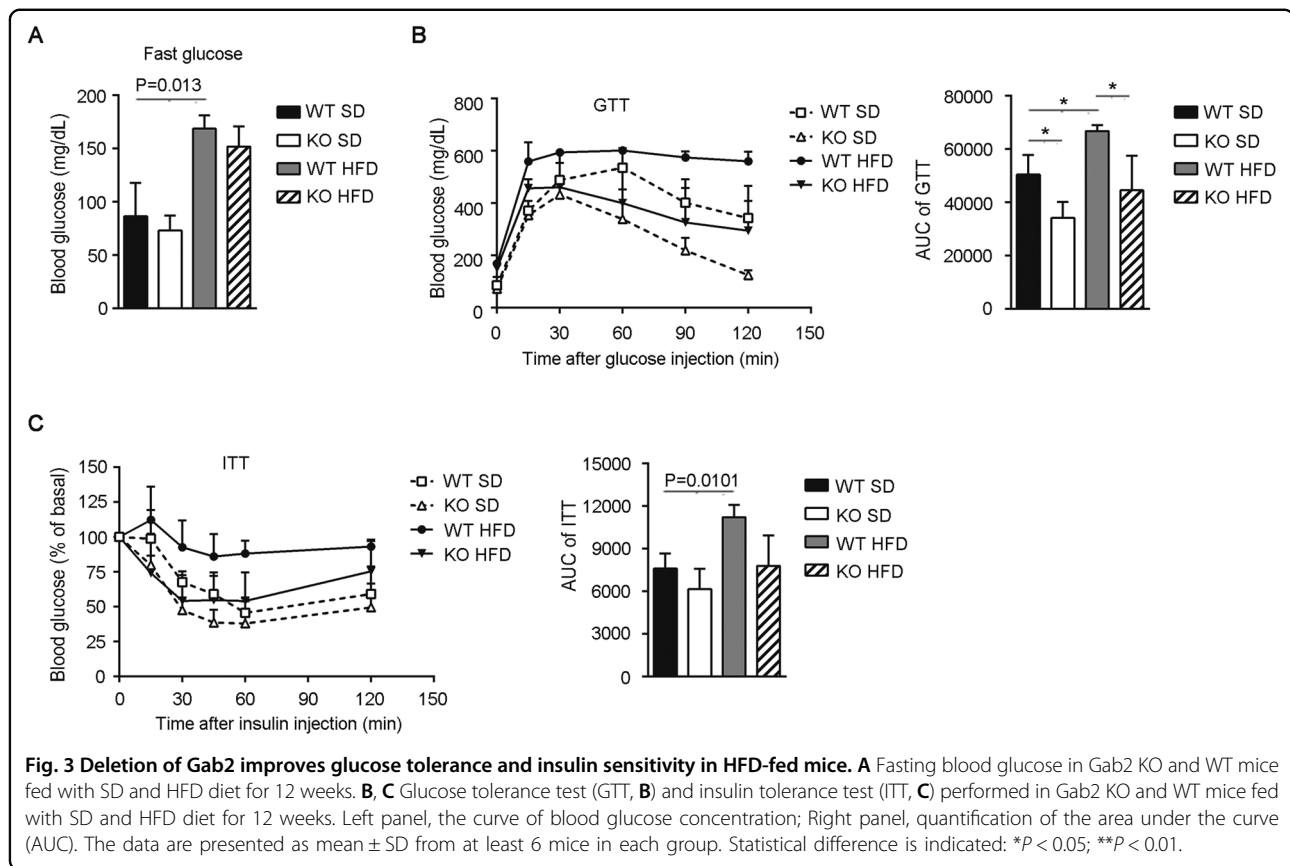 A
Fast glucose
P=0.013
Blood glucose (mg/dL)
200
150
100
50
0
WT SD
KO SD
WT HFD
KO HFD
B
GTT
Blood glucose (mg/dL)
800
600
400
200
0
0 30 60 90 120 150
Time after glucose injection (min)
WT SD
KO SD
WT HFD
KO HFD
AUC of GTT
80000
60000
40000
20000
0
*
*
*
WT SD
KO SD
WT HFD
KO HFD
C
ITT
Blood glucose (% of basal)
150
125
100
75
50
25
0
0 30 60 90 120 150
Time after insulin injection (min)
WT SD
KO SD
WT HFD
KO HFD
AUC of ITT
15000
12000
9000
6000
3000
0
P=0.0101
WT SD
KO SD
WT HFD
KO HFD
Fig. 3 Deletion of Gab2 improves glucose tolerance and insulin sensitivity in HFD-fed mice. A Fasting blood glucose in Gab2 KO and WT mice
fed with SD and HFD diet for 12 weeks. B, C Glucose tolerance test (GTT, B) and insulin tolerance test (ITT, C) performed in Gab2 KO and WT mice fed
with SD and HFD diet for 12 weeks. Left panel, the curve of blood glucose concentration; Right panel, quantification of the area under the curve
(AUC). The data are presented as mean ± SD from at least 6 mice in each group. Statistical difference is indicated: *P < 0.05; **P < 0.01.